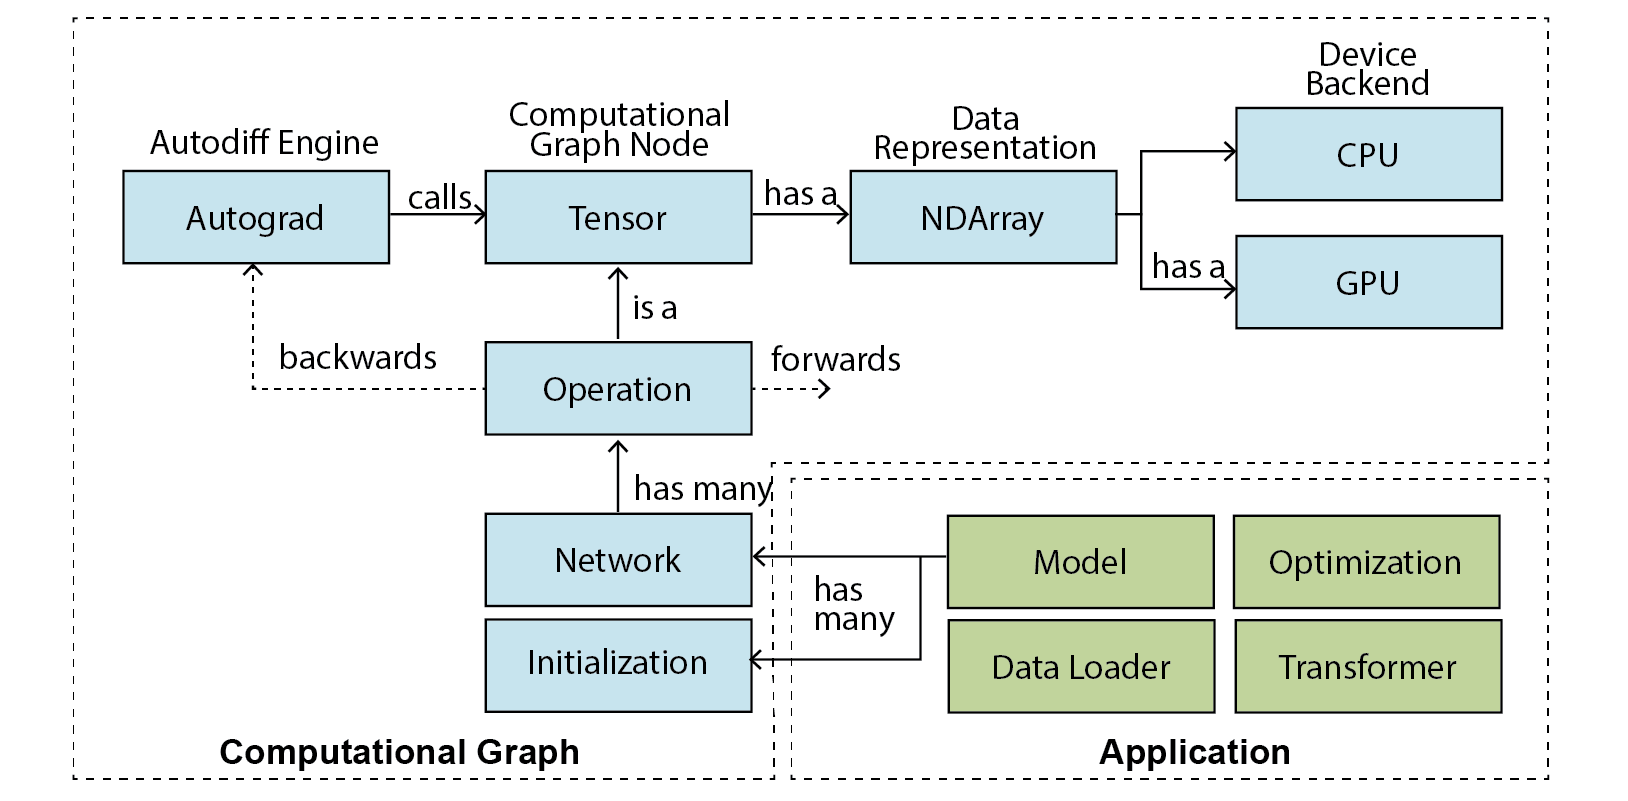 Device
Backend
Computational
Graph Node
Data
Representation
Autodiff Engine
CPU
Autograd
calls
Tensor
has a
NDArray
has a
GPU
is a
backwards
Operation
forwards
has many
Network
has
many
Model
Optimization
Initialization
Data Loader
Transformer
Computational Graph
Application